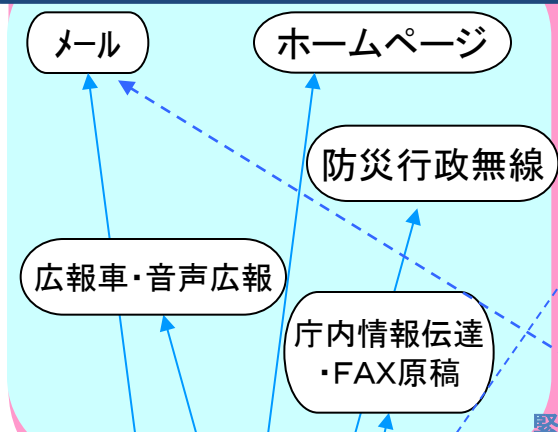 メール
ホームページ
防災行政無線
広報車・音声広報
庁内情報伝達
・FAX原稿
緊